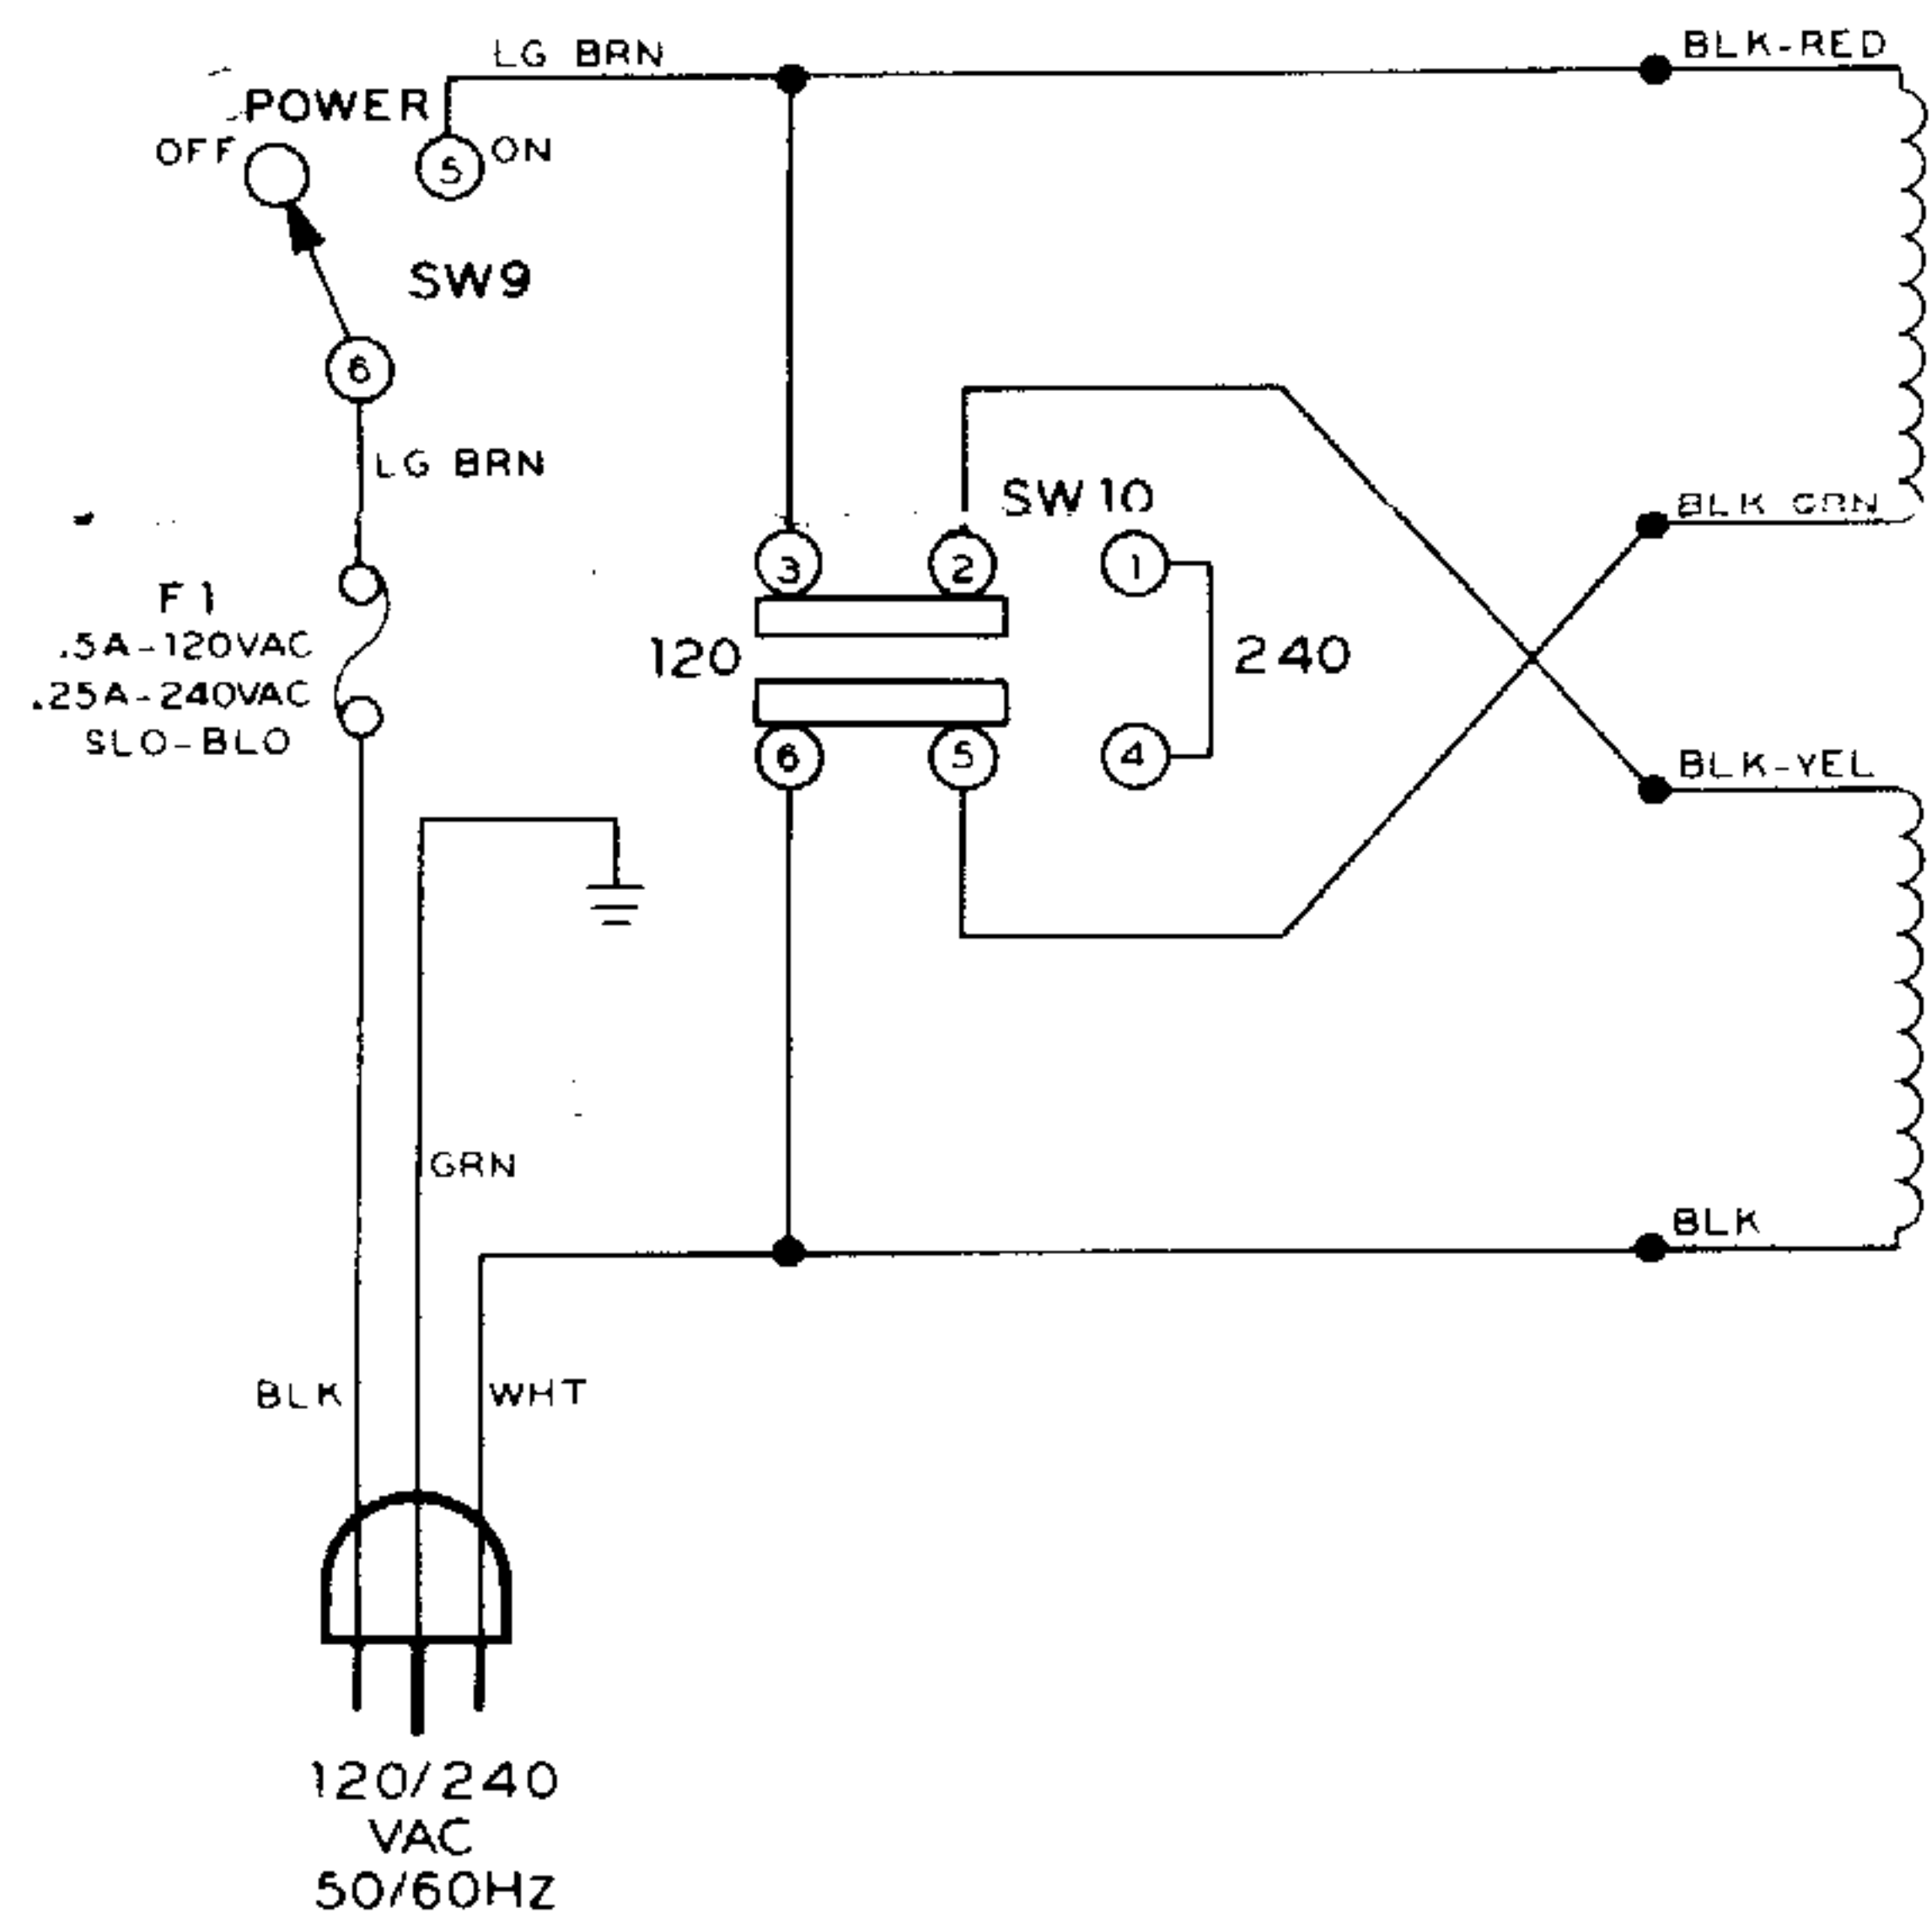 LG BRN
BLK-RED
POWER
OFF
5
ON
SW9
6
LG BRN
SW10
BLK GRN
3
2
1
F1
.5A-120VAC
.25A-240VAC
SLO-BLO
120
240
6
5
4
BLK-YEL
GRN
BLK
BLK
WHT
120/240
VAC
50/60HZ